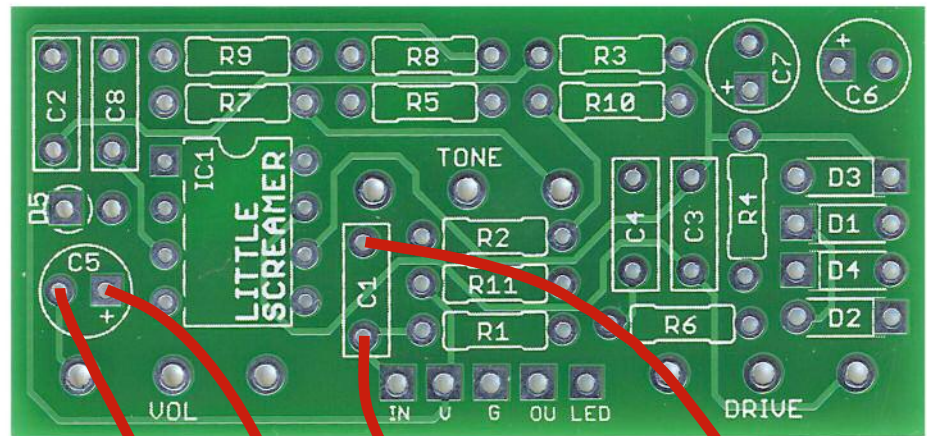 R9 R8 R3
C2 C8 C7 C6
R7 R5 R10
+ +
IC1 TONE
D5 D3
LITTLE
SCREAMER
C4 C3 R4 D1
C5 C1 R2
R11 D4
+
R1 R6 D2
VOL IN V G OU LED DRIVE